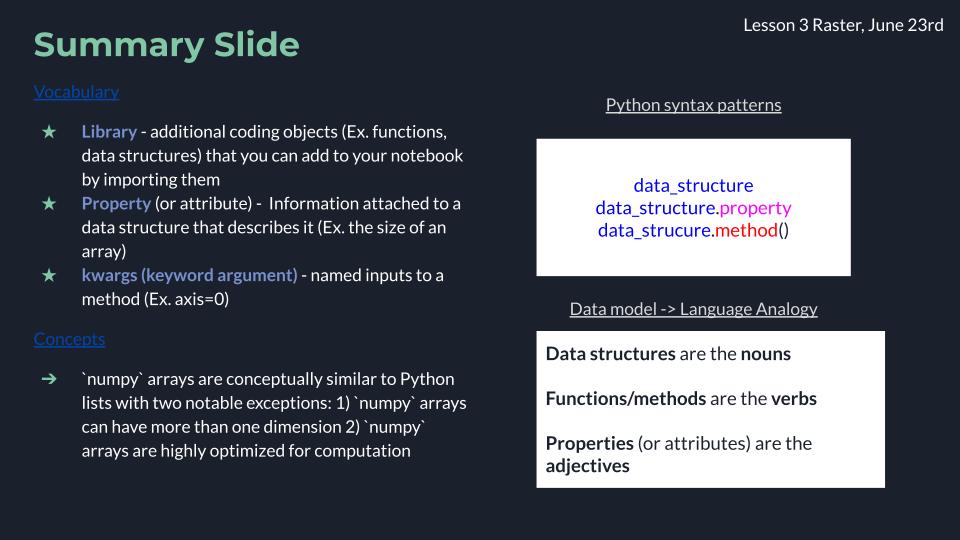 Lesson 3 Raster, June 23rd
Summary Slide
Vocabulary
★ Library - additional coding objects (Ex. functions,
data structures) that you can add to your notebook
by importing them
★ Property (or attribute) - Information attached to a
data structure that describes it (Ex. the size of an
array)
★ kwargs (keyword argument) - named inputs to a
method (Ex. axis=0)
Concepts
➔ `numpy` arrays are conceptually similar to Python
lists with two notable exceptions: 1) `numpy` arrays
can have more than one dimension 2) `numpy`
arrays are highly optimized for computation
Python syntax patterns
data_structure
data_structure.property
data_strucure.method()
Data model -> Language Analogy
Data structures are the nouns
Functions/methods are the verbs
Properties (or attributes) are the
adjectives